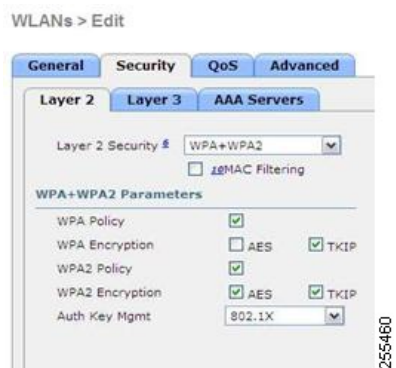 WLANs > Edit
General Security QoS Advanced
Layer 2 Layer 3 AAA Servers
Layer 2 Security 6 WPA+WPA2
10MAC Filtering
WPA+WPA2 Parameters
WPA Policy
WPA Encryption AES TKIP
WPA2 Policy
WPA2 Encryption AES TKIP
Auth Key Mgmt 802.1X
255460